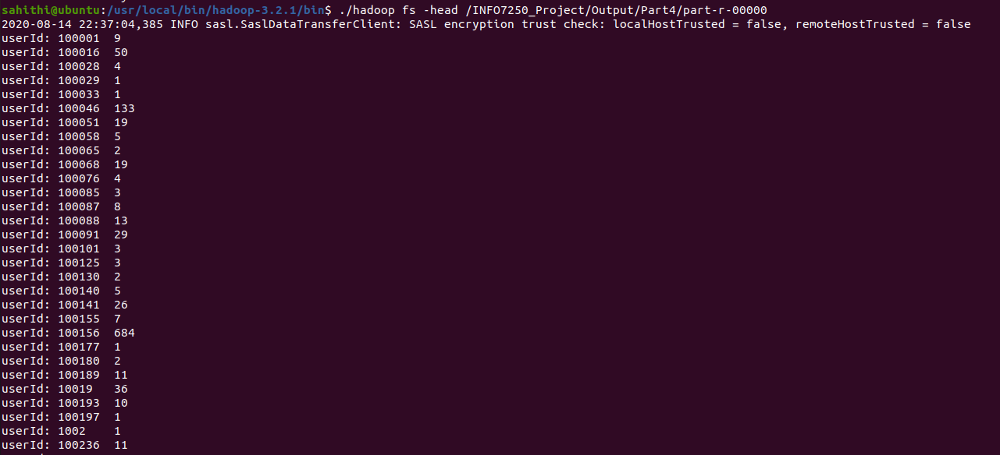 sahithi@ubuntu:/usr/local/bin/hadoop-3.2.1/bin$ ./hadoop fs -head /INFO7250_Project/Output/Part4/part-r-00000
2020-08-14 22:37:04,385 INFO sasl.SaslDataTransferClient: SASL encryption trust check: localHostTrusted = false, remoteHostTrusted = false
userId: 100001  9
userId: 100016  50
userId: 100028  4
userId: 100029  1
userId: 100033  1
userId: 100046  133
userId: 100051  19
userId: 100058  5
userId: 100065  2
userId: 100068  19
userId: 100076  4
userId: 100085  3
userId: 100087  8
userId: 100088  13
userId: 100091  29
userId: 100101  3
userId: 100125  3
userId: 100130  2
userId: 100140  5
userId: 100141  26
userId: 100155  7
userId: 100156  684
userId: 100177  1
userId: 100180  2
userId: 100189  11
userId: 10019   36
userId: 100193  10
userId: 100197  1
userId: 1002    1
userId: 100236  11